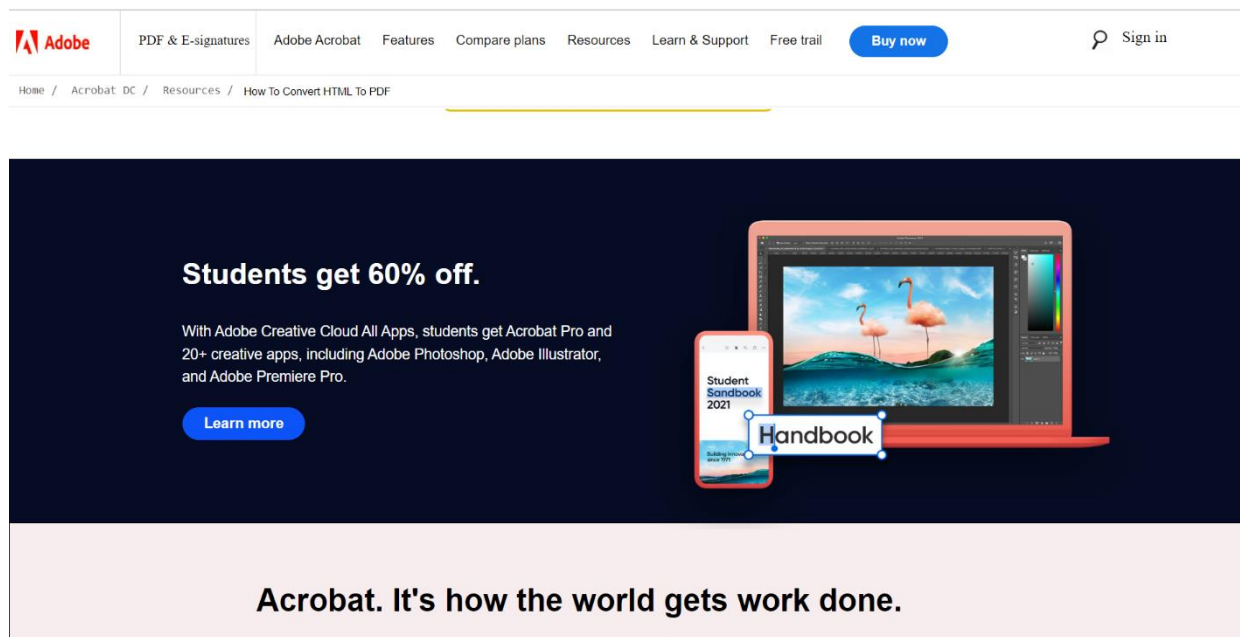 Adobe
PDF & E-signatures
Adobe Acrobat
Features
Compare plans
Resources
Learn & Support
Free trail
Buy now
Sign in
Home / Acrobat DC / Resources / How To Convert HTML To PDF
Students get 60% off.
With Adobe Creative Cloud All Apps, students get Acrobat Pro and
20+ creative apps, including Adobe Photoshop, Adobe Illustrator,
and Adobe Premiere Pro.
Learn more
Student
Sandbook
2021
Handbook
since 1971
Acrobat. It's how the world gets work done.